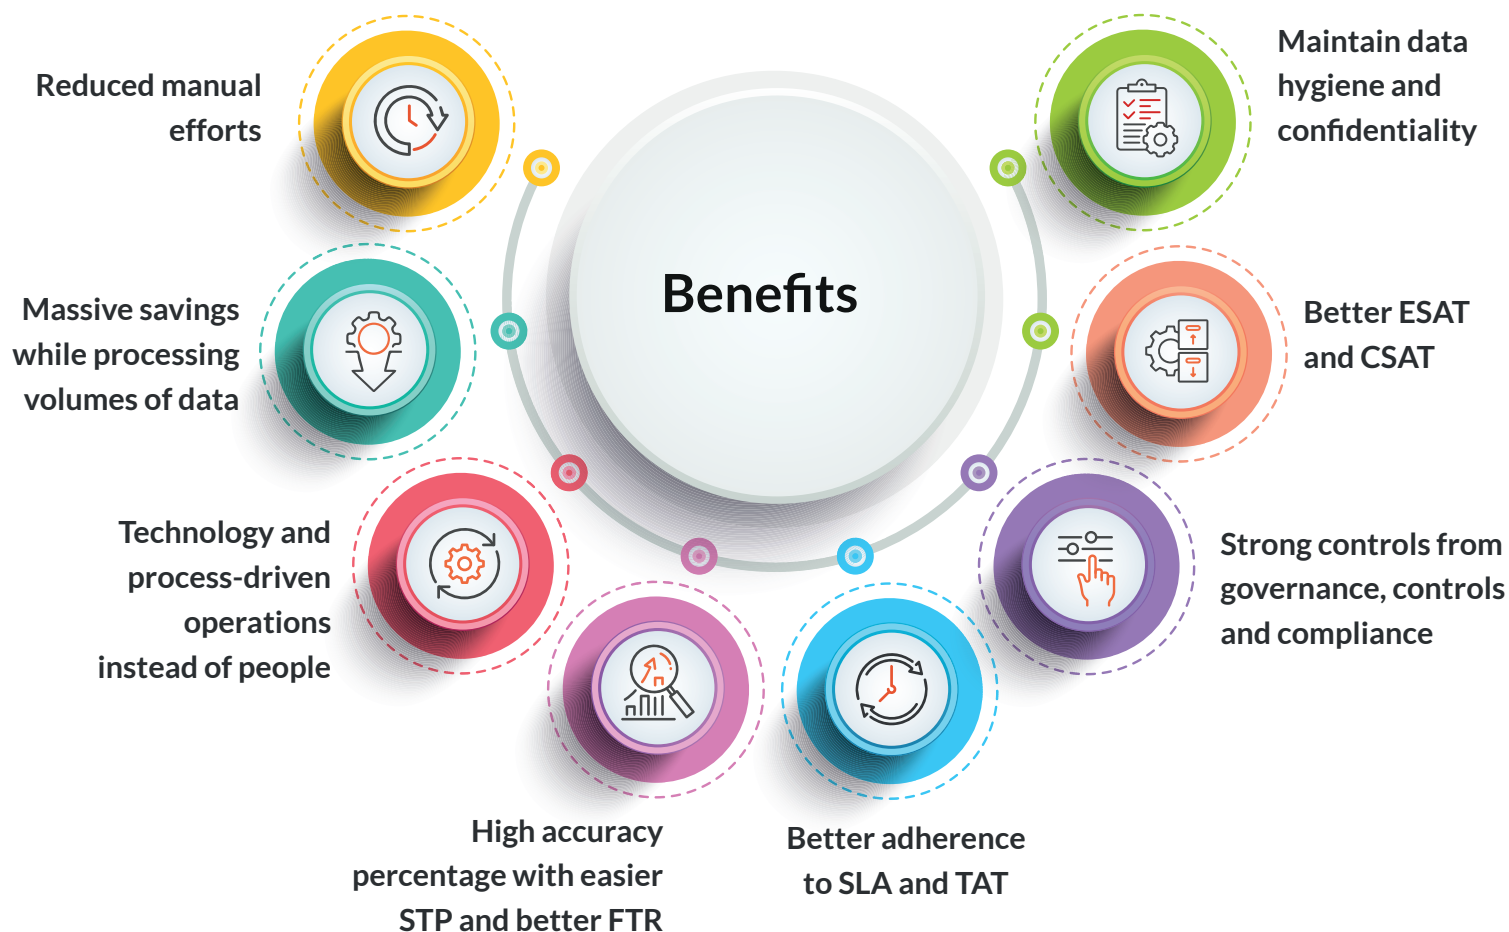 Benefits
Reduced manual
efforts
Massive savings
while processing
volumes of data
Technology and
process-driven
operations
instead of people
High accuracy
percentage with easier
STP and better FTR
Better adherence
to SLA and TAT
Strong controls from
governance, controls
and compliance
Better ESAT
and CSAT
Maintain data
hygiene and
confidentiality